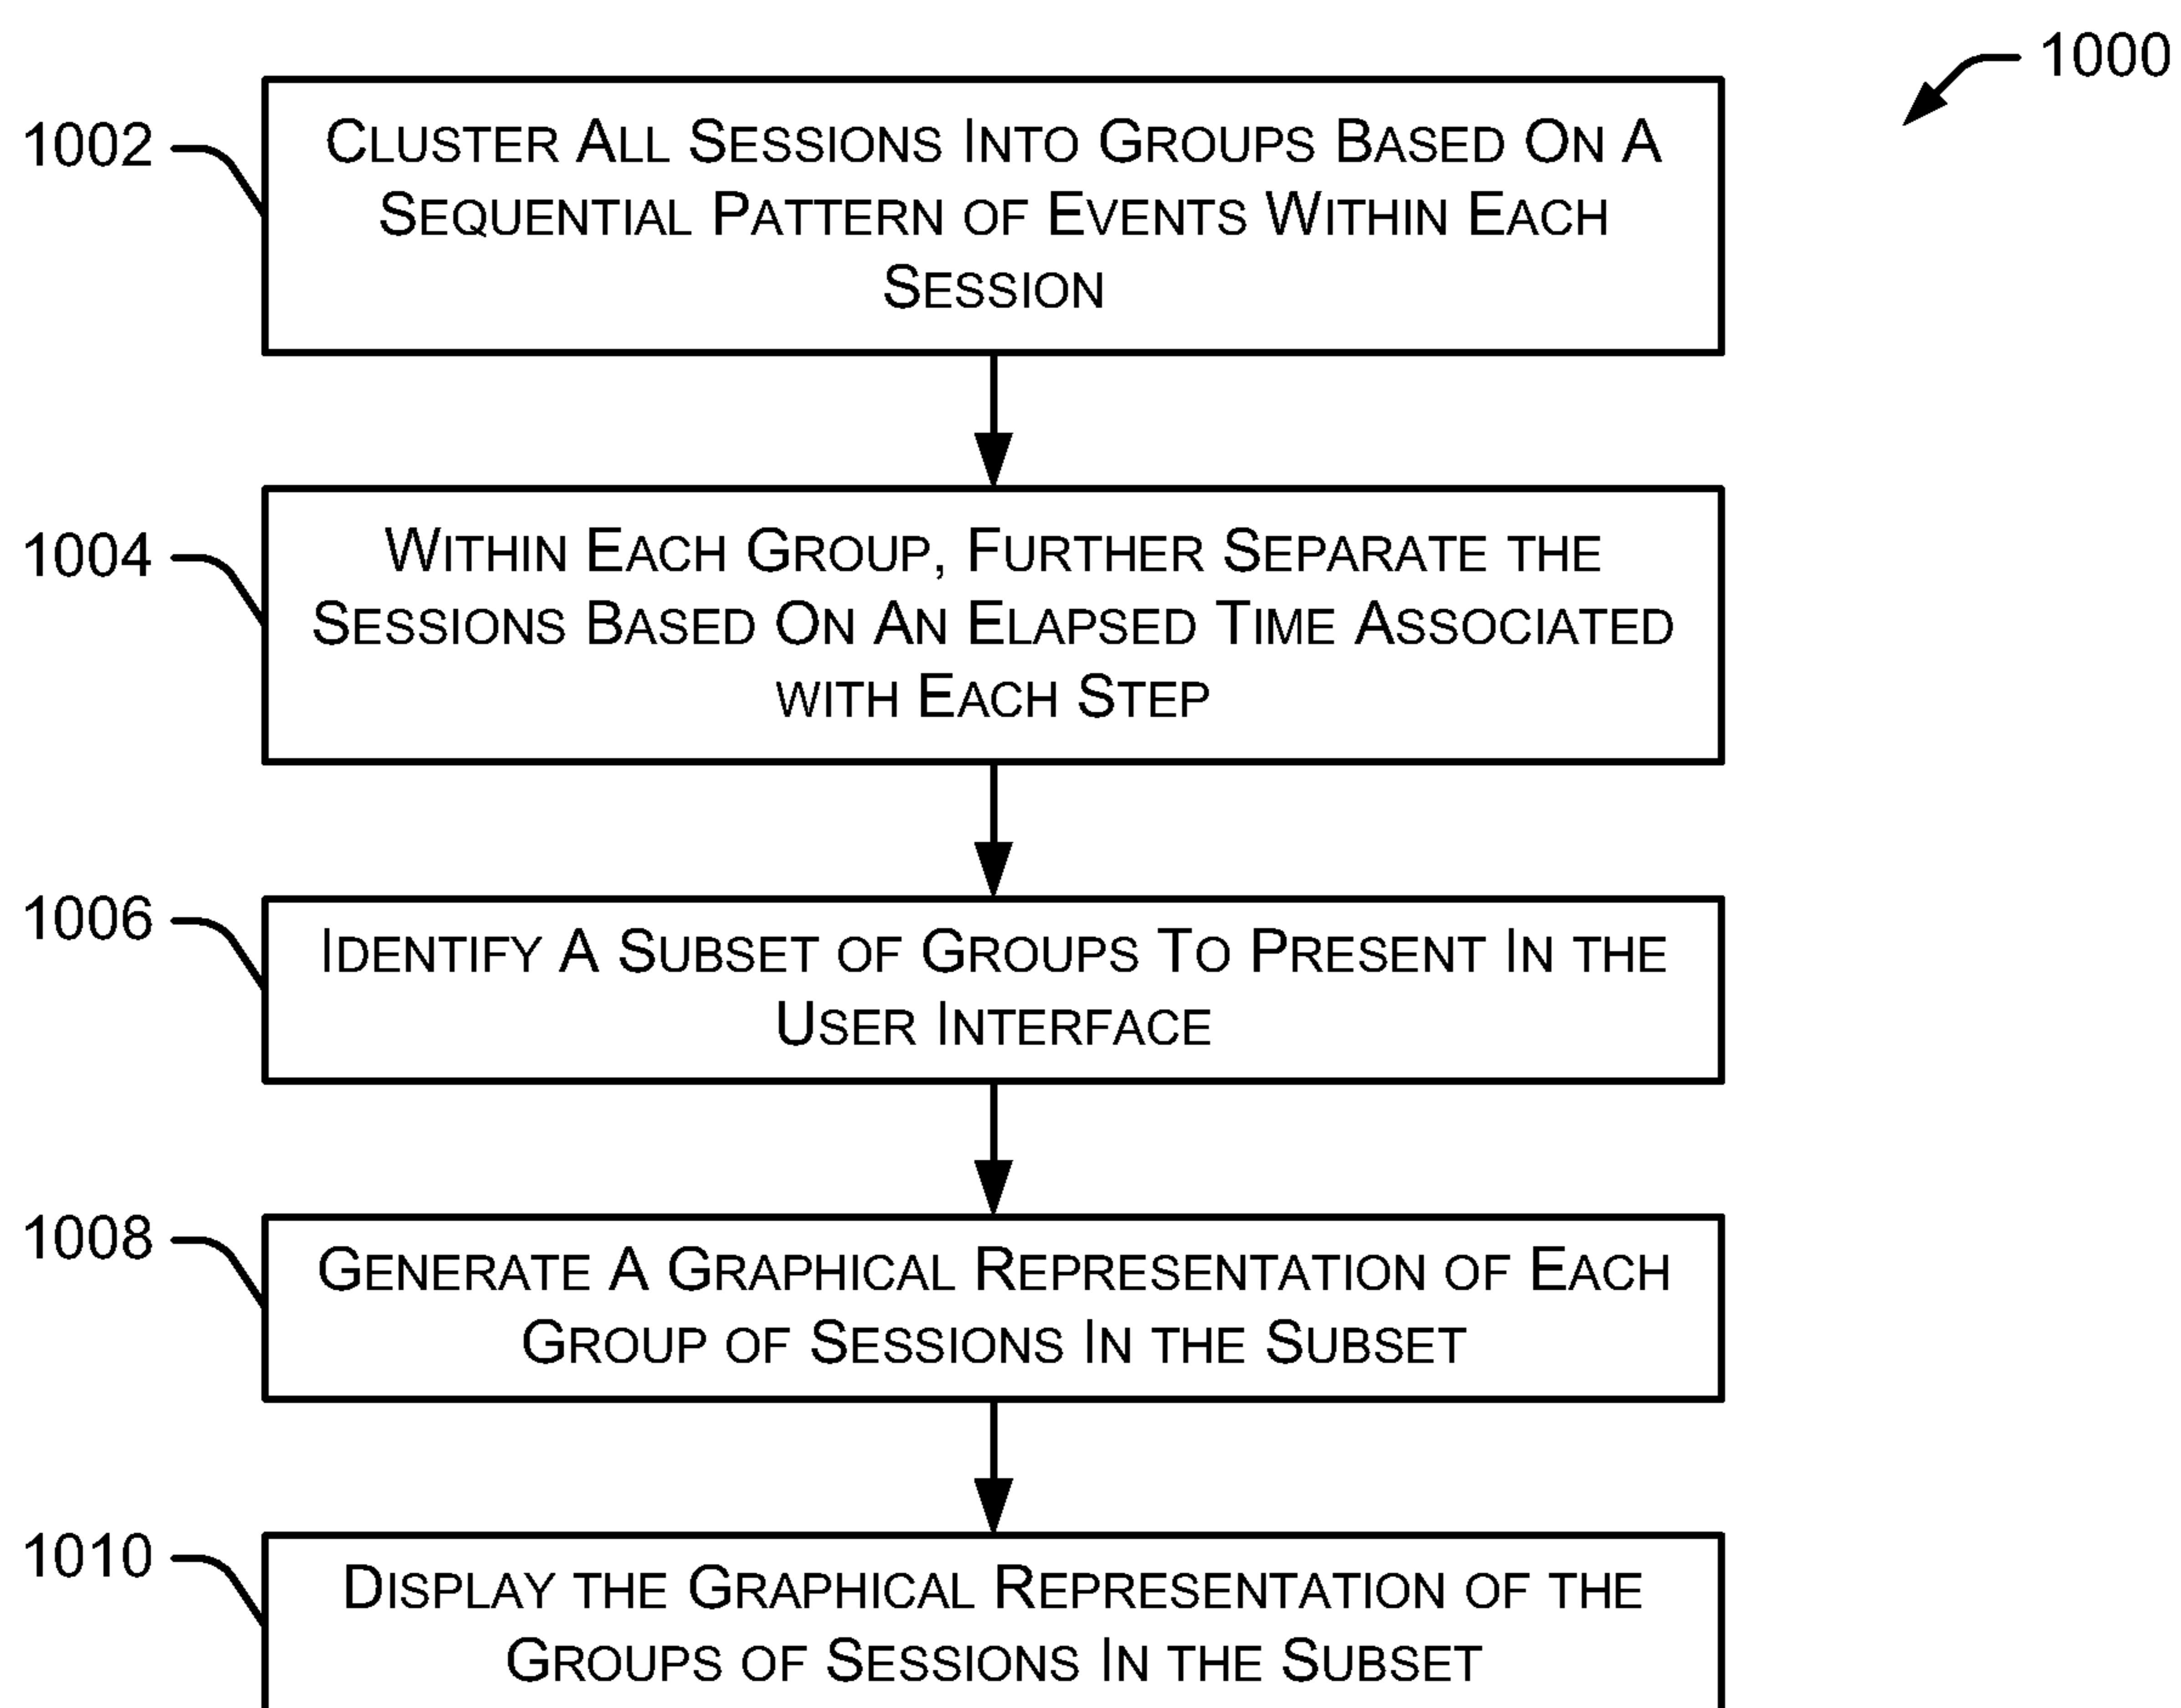 1000
1002
Cluster All Sessions Into Groups Based On A
Sequential Pattern of Events Within Each
Session
1004
Within Each Group, Further Separate the
Sessions Based On An Elapsed Time Associated
with Each Step
1006
Identify A Subset of Groups To Present In the
User Interface
1008
Generate A Graphical Representation of Each
Group of Sessions In the Subset
1010
Display the Graphical Representation of the
Groups of Sessions In the Subset